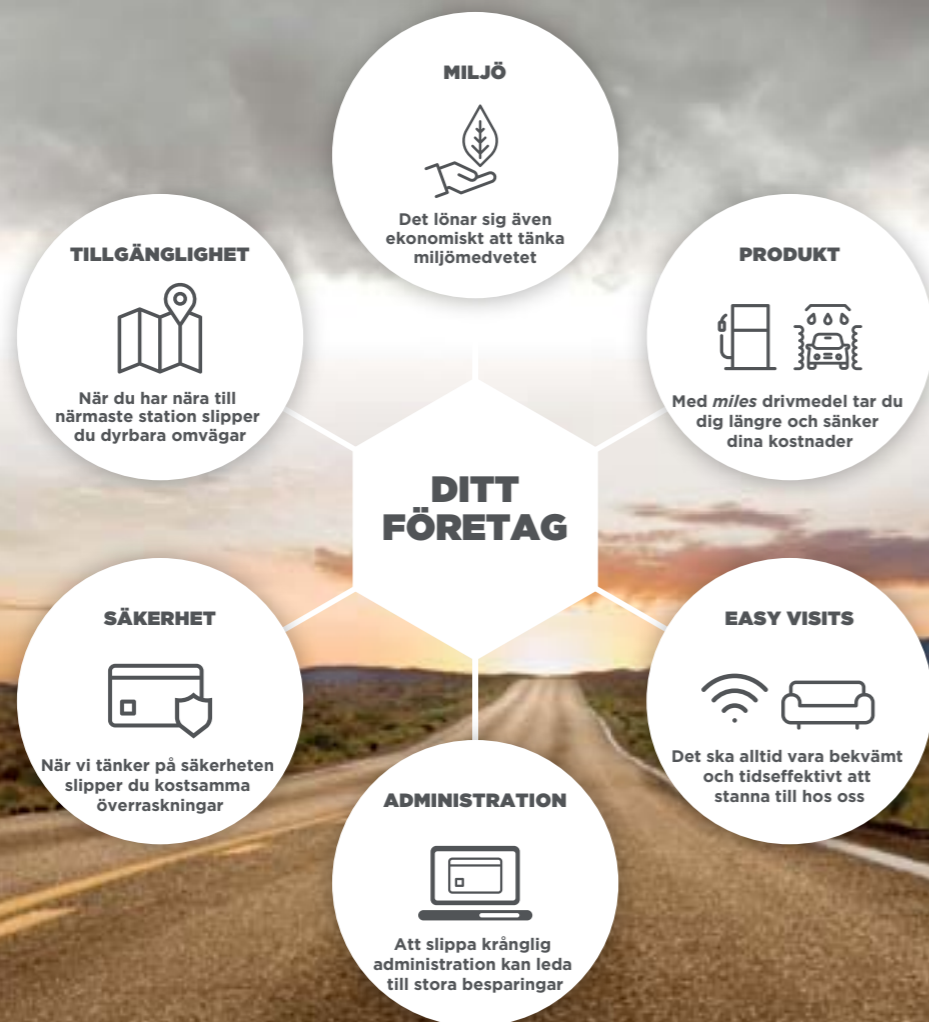 MILJÖ
Det lönar sig även
ekonomiskt att tänka
miljömedvetet
TILLGÄNGLIGHET
När du har nära till
närmaste station slipper
du dyrbara omvägar
PRODUKT
Med miles drivmedel tar du
dig längre och sänker
dina kostnader
DITT
FÖRETAG
SÄKERHET
När vi tänker på säkerheten
slipper du kostsamma
överraskningar
EASY VISITS
Det ska alltid vara bekvämt
och tidseffektivt att
stanna till hos oss
ADMINISTRATION
Att slippa krånglig
administration kan leda
till stora besparingar